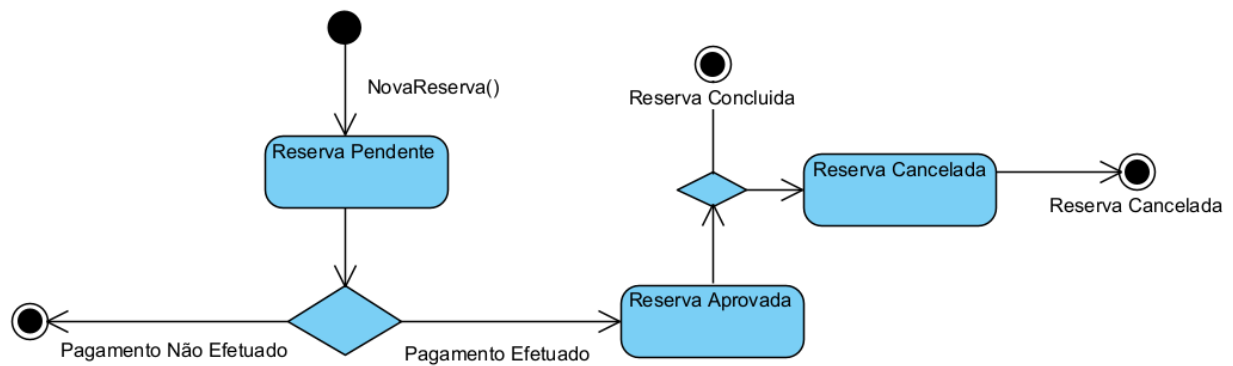 NovaReserva()
Reserva Pendente
Pagamento Não Efetuado
Pagamento Efetuado
Reserva Aprovada
Reserva Concluida
Reserva Cancelada
Reserva Cancelada